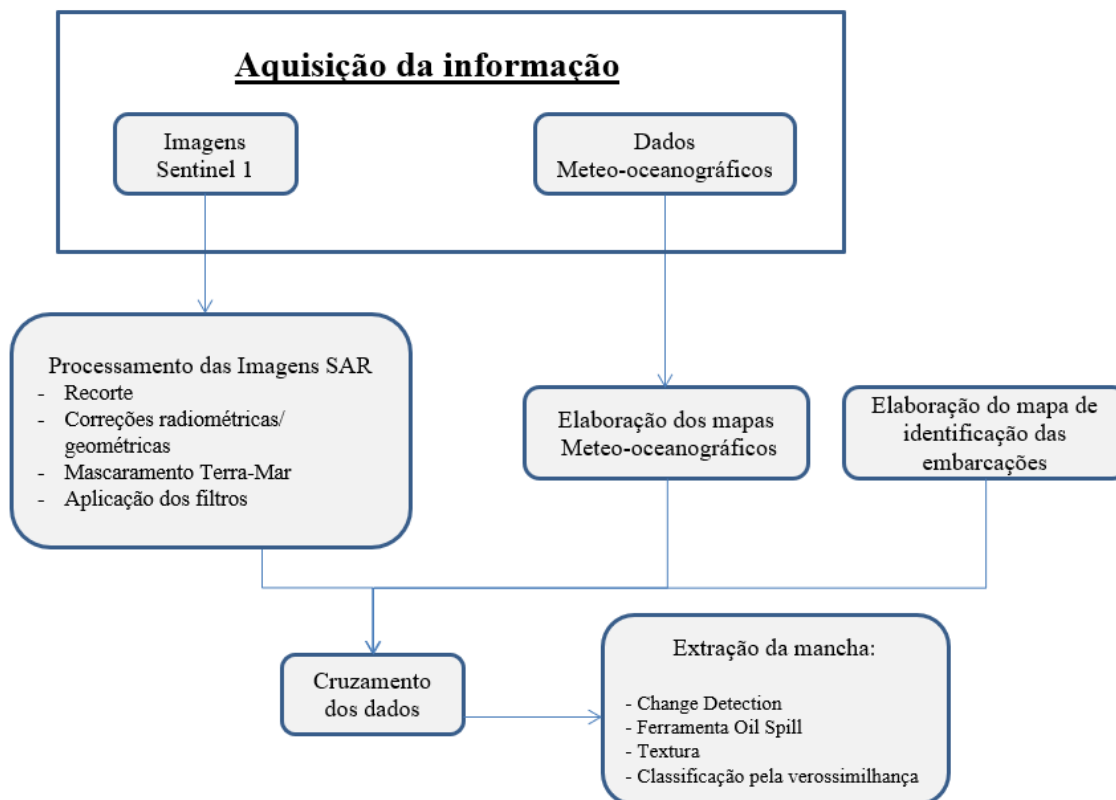 Aquisição da informação
Imagens
Sentinel 1
Dados
Meteo-oceanográficos
Processamento das Imagens SAR
- Recorte
- Correções radiométricas/
geométricas
- Mascaramento Terra-Mar
- Aplicação dos filtros
Elaboração dos mapas
Meteo-oceanográficos
Elaboração do mapa de
identificação das
embarcações
Cruzamento
dos dados
Extração da mancha:
- Change Detection
- Ferramenta Oil Spill
- Textura
- Classificação pela verossimilhança